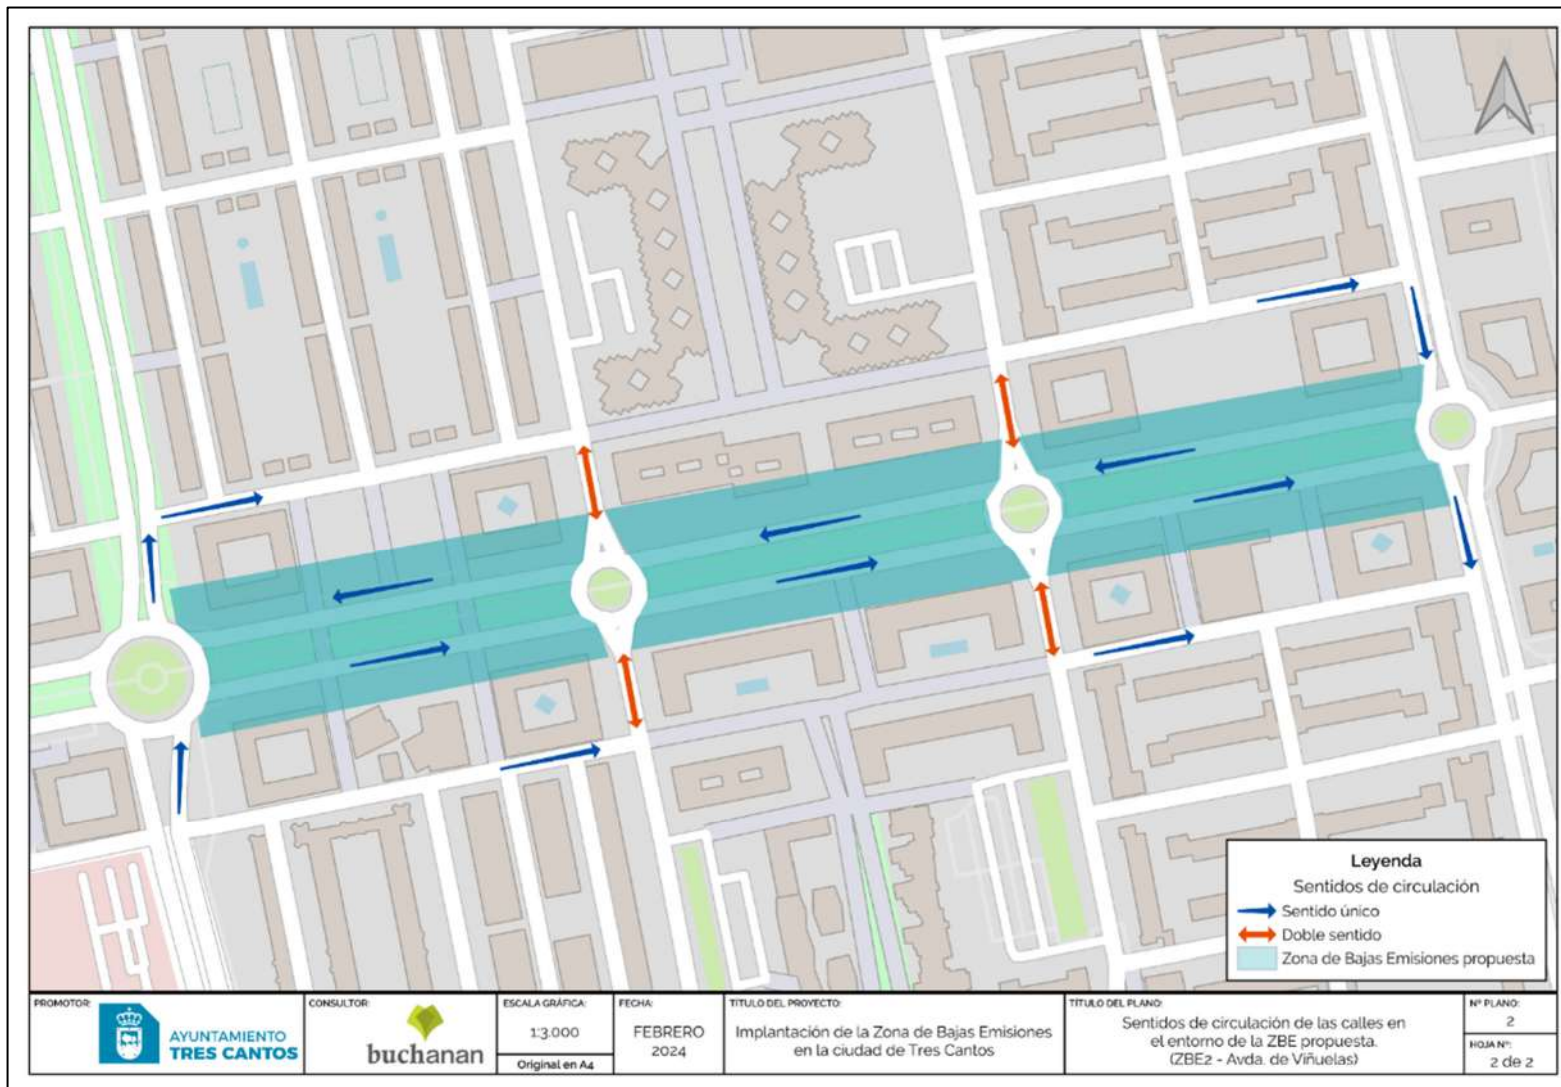 Leyenda
Sentidos de circulación
Sentido único
Doble sentido
Zona de Bajas Emisiones propuesta
PROMOTOR:
AYUNTAMIENTO
TRES CANTOS
CONSULTOR:
buchanan
ESCALA GRÁFICA:
1:3.000
Original en A4
FECHA:
FEBRERO
2024
TÍTULO DEL PROYECTO:
Implantación de la Zona de Bajas Emisiones
en la ciudad de Tres Cantos
TÍTULO DEL PLANO:
Sentidos de circulación de las calles en
el entorno de la ZBE propuesta.
(ZBE2 - Avda. de Viñuelas)
Nº PLANO:
2
HOJA Nº:
2 de 2